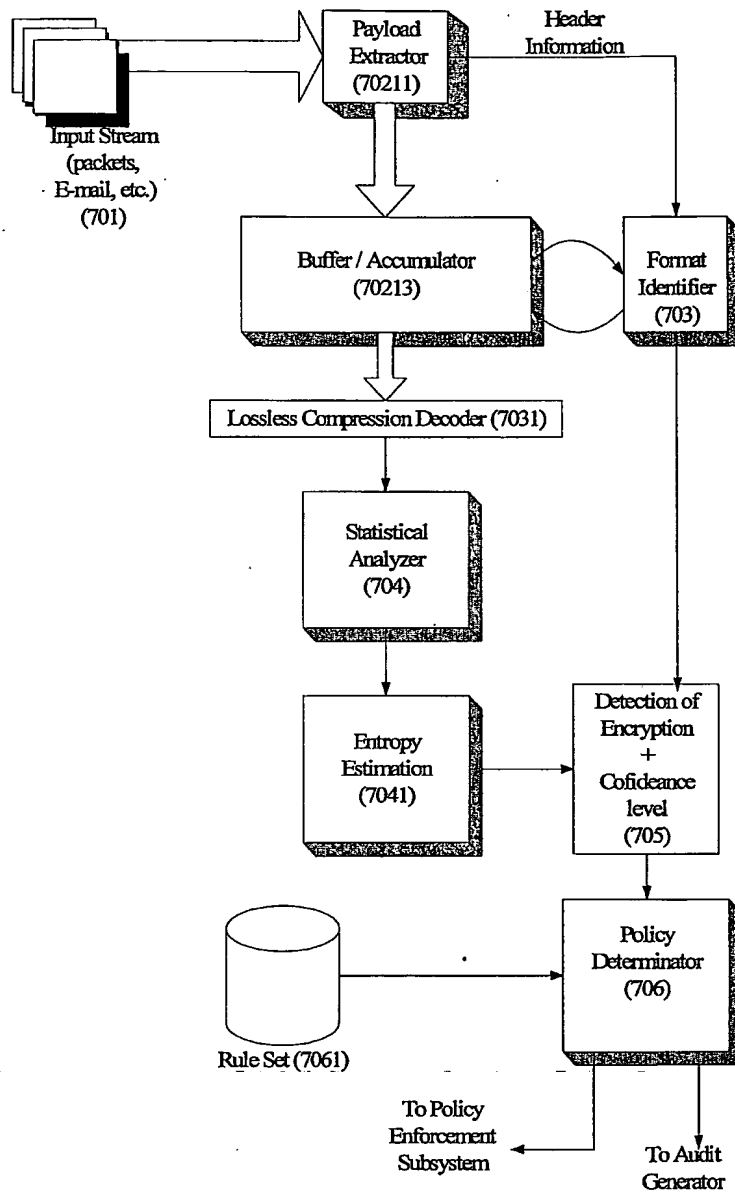 Payload
Extractor
(70211)
Header
Information
Input Stream
(packets,
E-mail, etc.)
(701)
Buffer / Accumulator
(70213)
Format
Identifier
(703)
Lossless Compression Decoder (7031)
Statistical
Analyzer
(704)
Entropy
Estimation
(7041)
Detection of
Encryption
+
Cofideance
level
(705)
Policy
Determinator
(706)
Rule Set (7061)
To Policy
Enforcement
Subsystem
To Audit
Generator